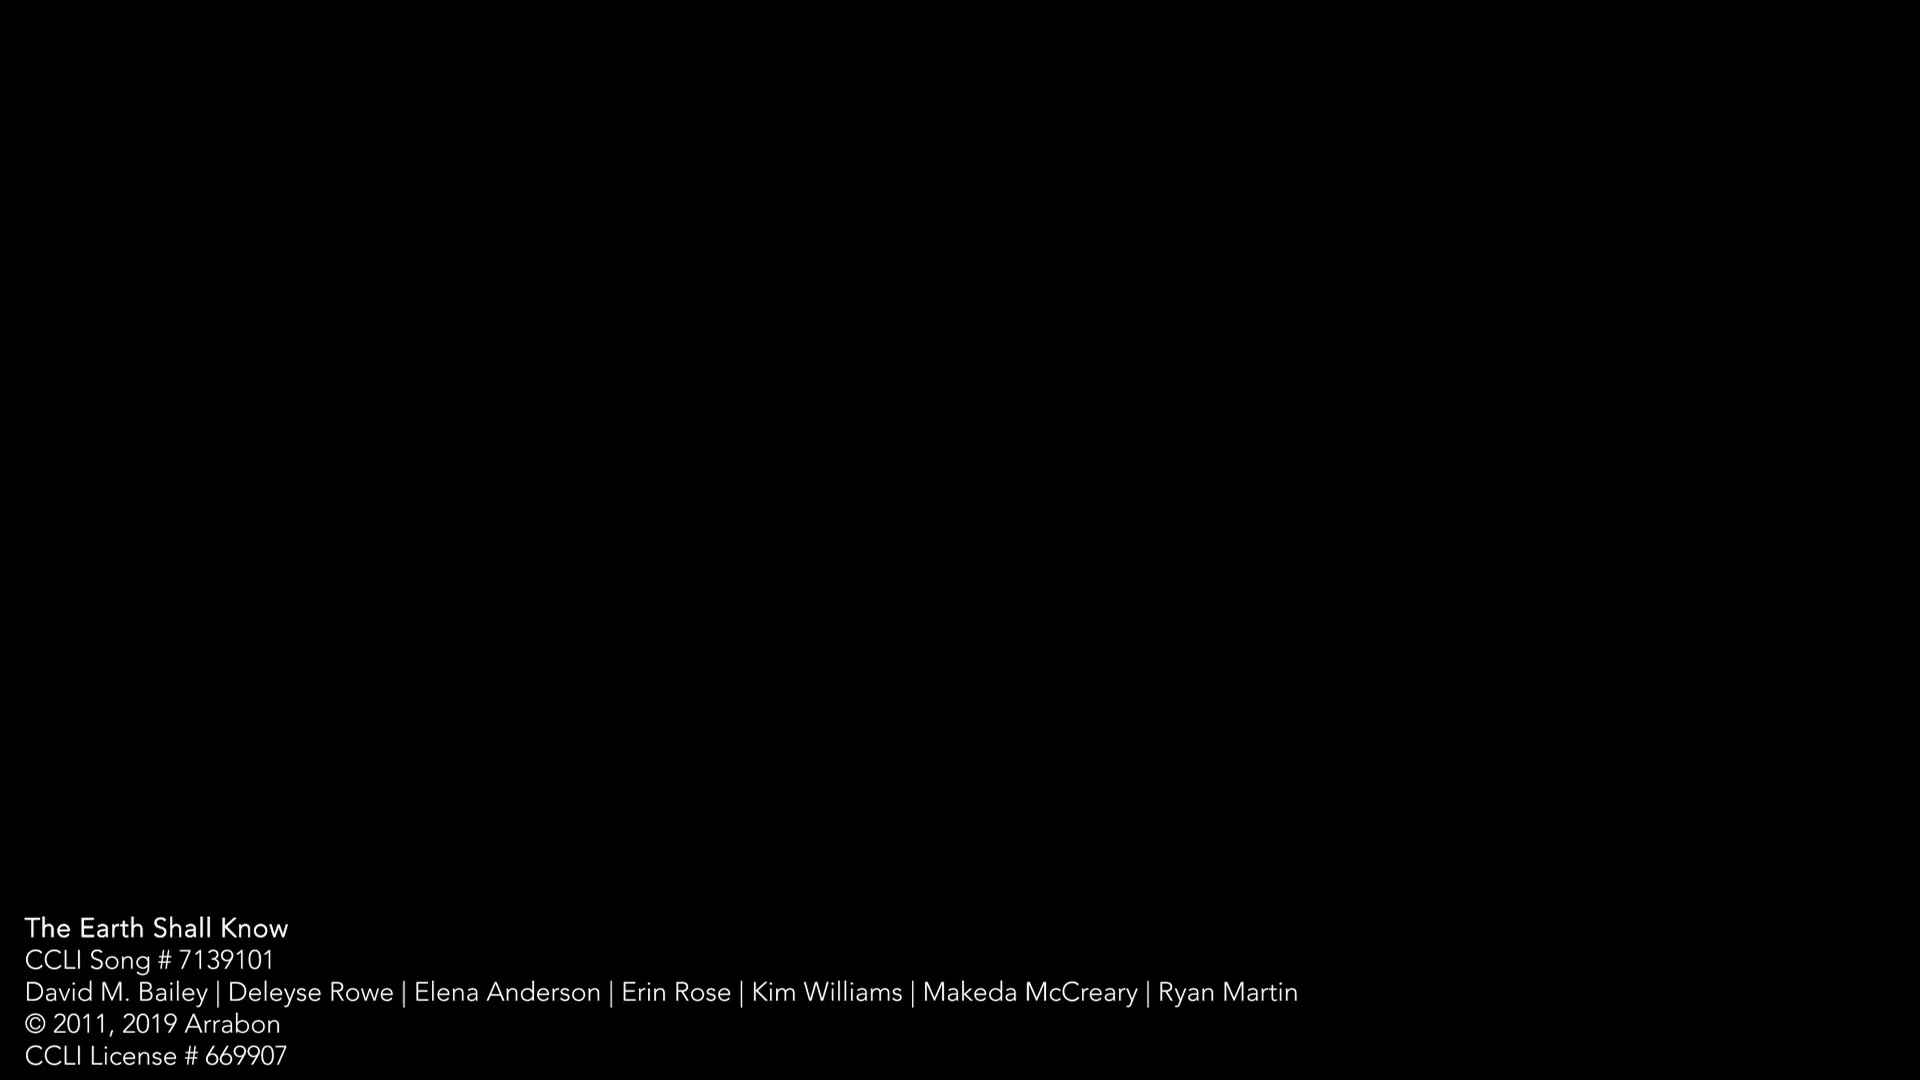 The Earth Shall Know
CCLI Song # 7139101
David M. Bailey | Deleyse Rowe | Elena Anderson | Erin Rose | Kim Williams | Makeda McCreary | Ryan Martin
© 2011, 2019 Arrabon
CCLI License # 669907